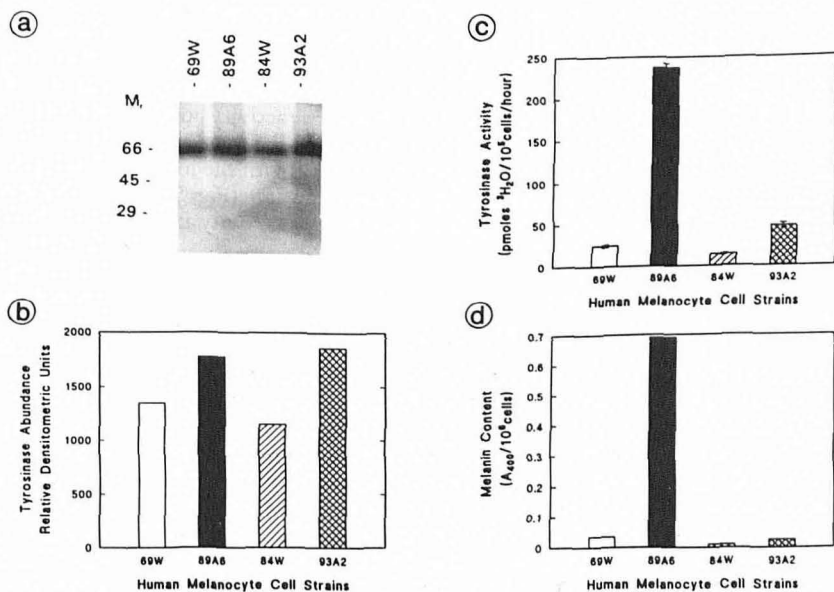 a
- 69W
- 89A6
- 84W
- 93A2
M,
66 -
45 -
29 -
b
Tyrosinase Abundance
Relative Densitometric Units
2000
1500
1000
500
0
69W 89A6 84W 93A2
Human Melanocyte Cell Strains
c
Tyrosinase Activity
(pmoles ³H₂O/10⁵cells/hour)
250
200
150
100
50
0
69W 89A6 84W 93A2
Human Melanocyte Cell Strains
d
Melanin Content
(A₄₀₀/10⁶cells)
0.7
0.6
0.5
0.4
0.3
0.2
0.1
0
69W 89A6 84W 93A2
Human Melanocyte Cell Strains